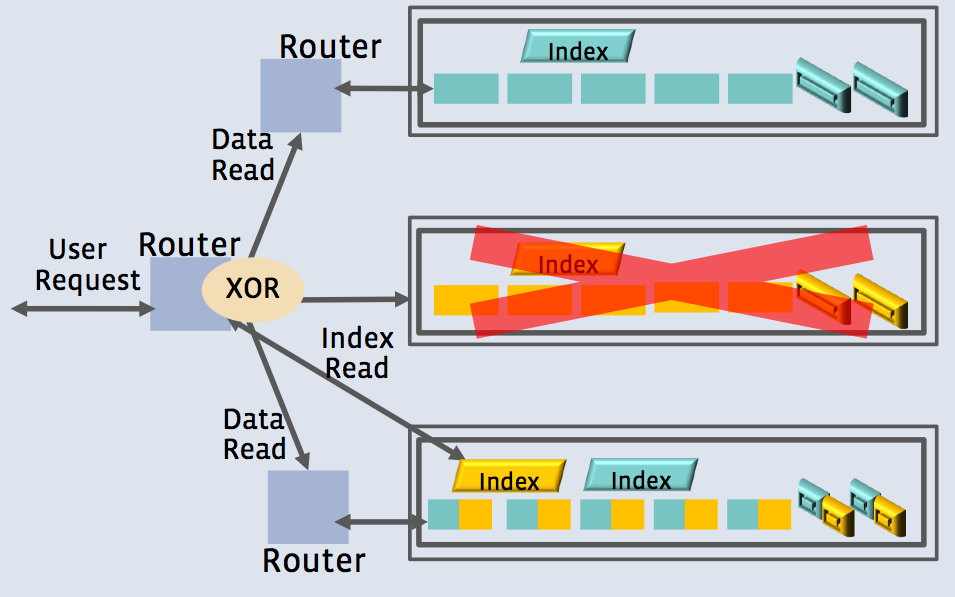 Router
Index
Data
Read
User
Request
Router
XOR
Index
Index
Read
Data
Read
Index
Index
Router